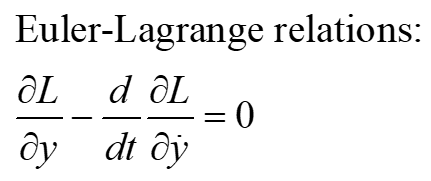 Euler-Lagrange relations:
∂L/∂y − d/dt ∂L/∂ẏ = 0